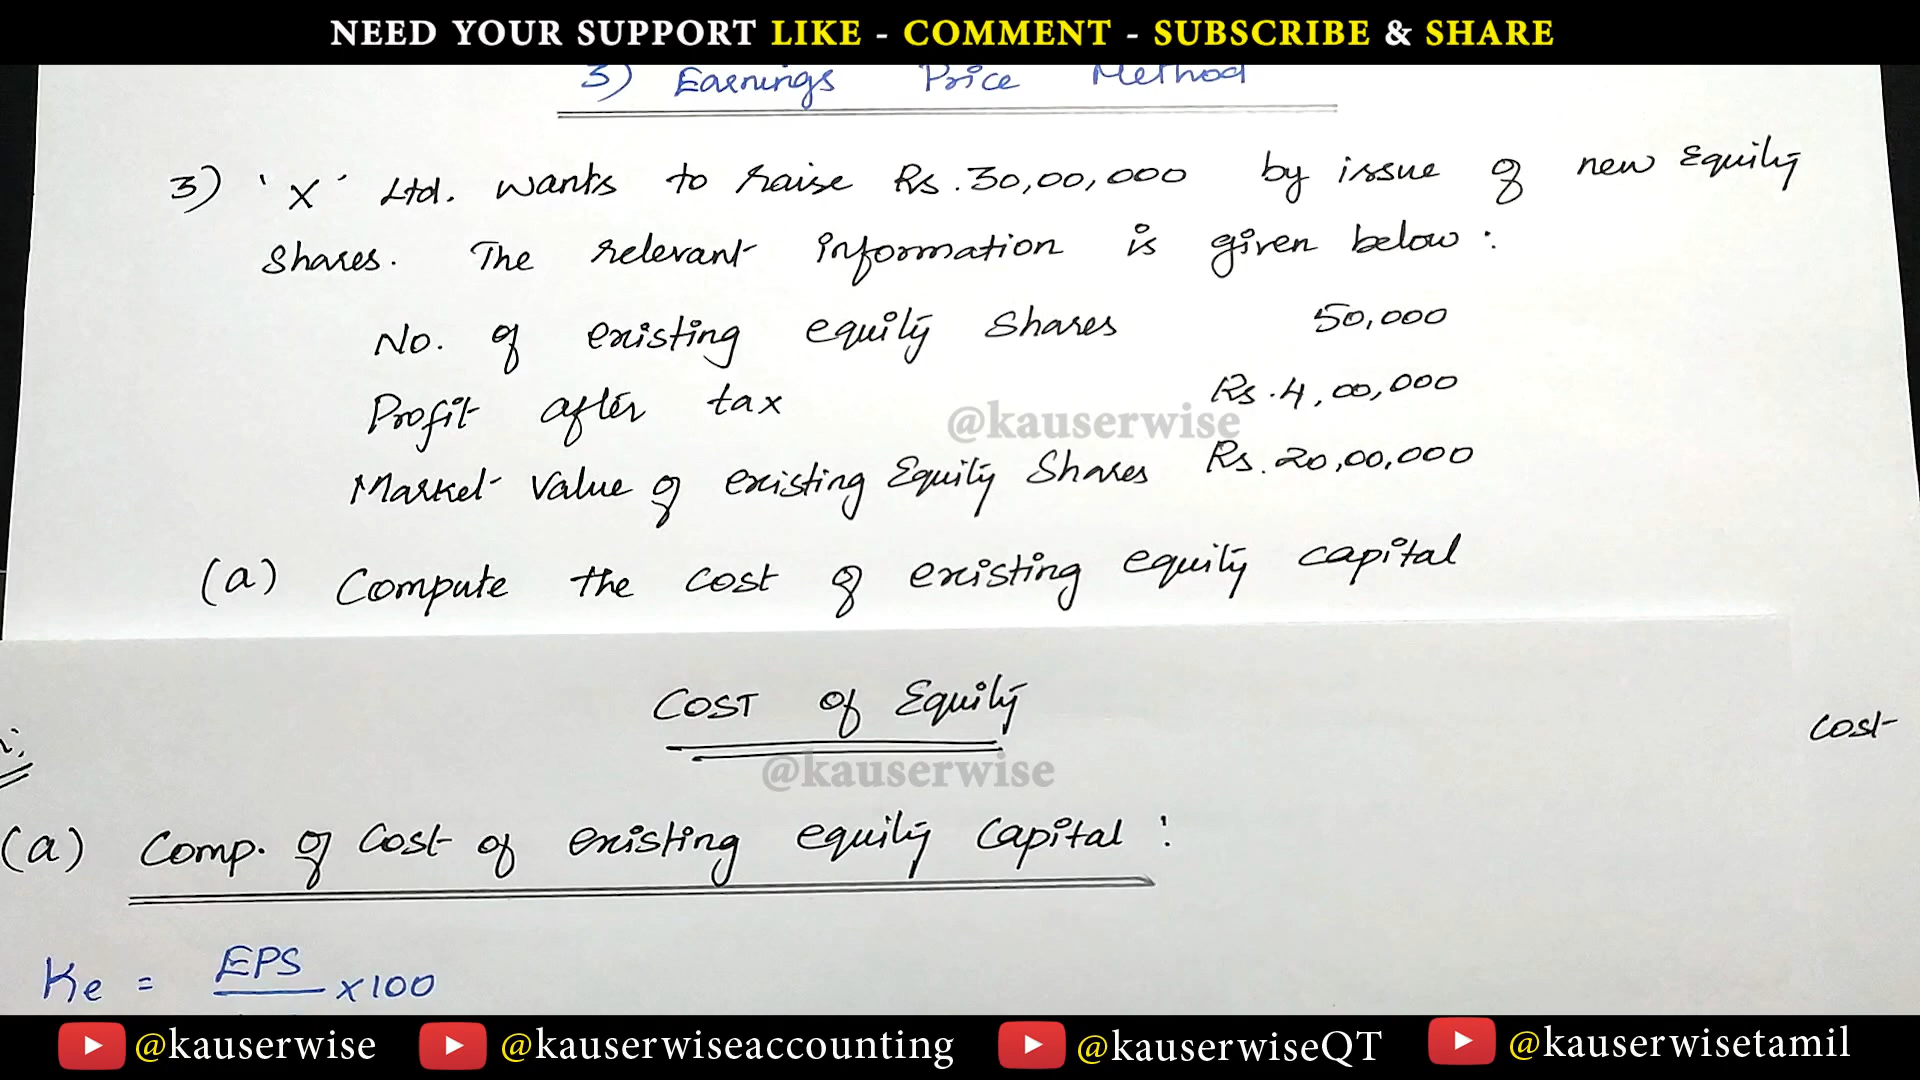 NEED YOUR SUPPORT LIKE - COMMENT - SUBSCRIBE & SHARE
3) Earnings Price Method
3) 'X' Ltd. wants to raise Rs. 30,00,000 by issue of new Equity
Shares. The relevant information is given below :
No. of existing equity shares 50,000
Profit after tax Rs. 4,00,000
@kauserwise
Market value of existing Equity Shares Rs. 20,00,000
(a) Compute the cost of existing equity capital
COST of Equity
cost
@kauserwise
(a) Comp. of Cost of existing equity Capital :
Ke = EPS x 100
@kauserwise @kauserwiseaccounting @kauserwiseQT @kauserwisetamil